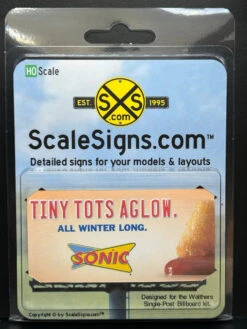 HO Scale
SXS
.com
EST. 1995
ScaleSigns.com™
Detailed signs for your models & layouts
TINY TOTS AGLOW.
ALL WINTER LONG.
SONIC
Designed for the Walthers
Single-Post Billboard kit.
Copyright © by ScaleSigns.com™